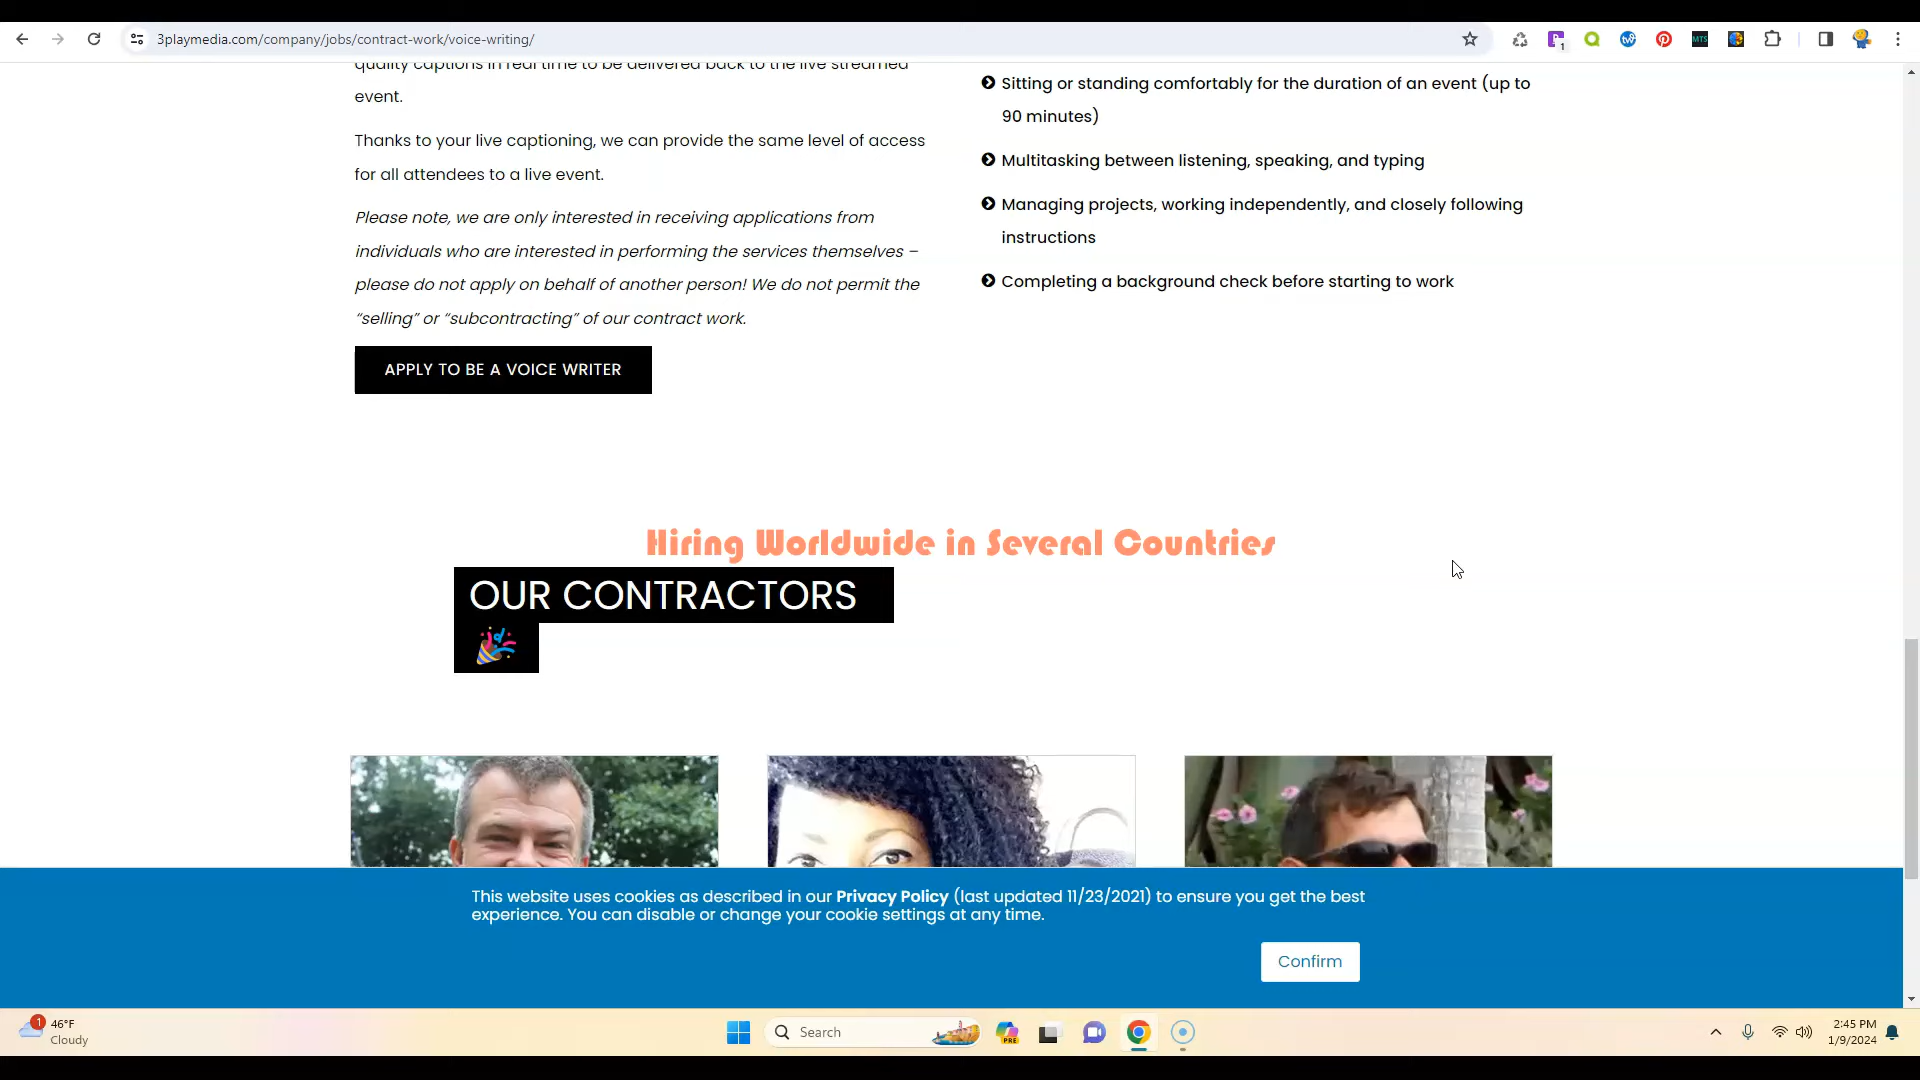 3playmedia.com/company/jobs/contract-work/voice-writing/
1
MTS
quality captions in real time to be delivered back to the live streamed
event.
Thanks to your live captioning, we can provide the same level of access
for all attendees to a live event.
Please note, we are only interested in receiving applications from
individuals who are interested in performing the services themselves –
please do not apply on behalf of another person! We do not permit the
“selling” or “subcontracting” of our contract work.
APPLY TO BE A VOICE WRITER
Sitting or standing comfortably for the duration of an event (up to
90 minutes)
Multitasking between listening, speaking, and typing
Managing projects, working independently, and closely following
instructions
Completing a background check before starting to work
Hiring Worldwide in Several Countries
OUR CONTRACTORS
This website uses cookies as described in our Privacy Policy (last updated 11/23/2021) to ensure you get the best
experience. You can disable or change your cookie settings at any time.
Confirm
1
46°F
Cloudy
Search
PRE
2:45 PM
1/9/2024